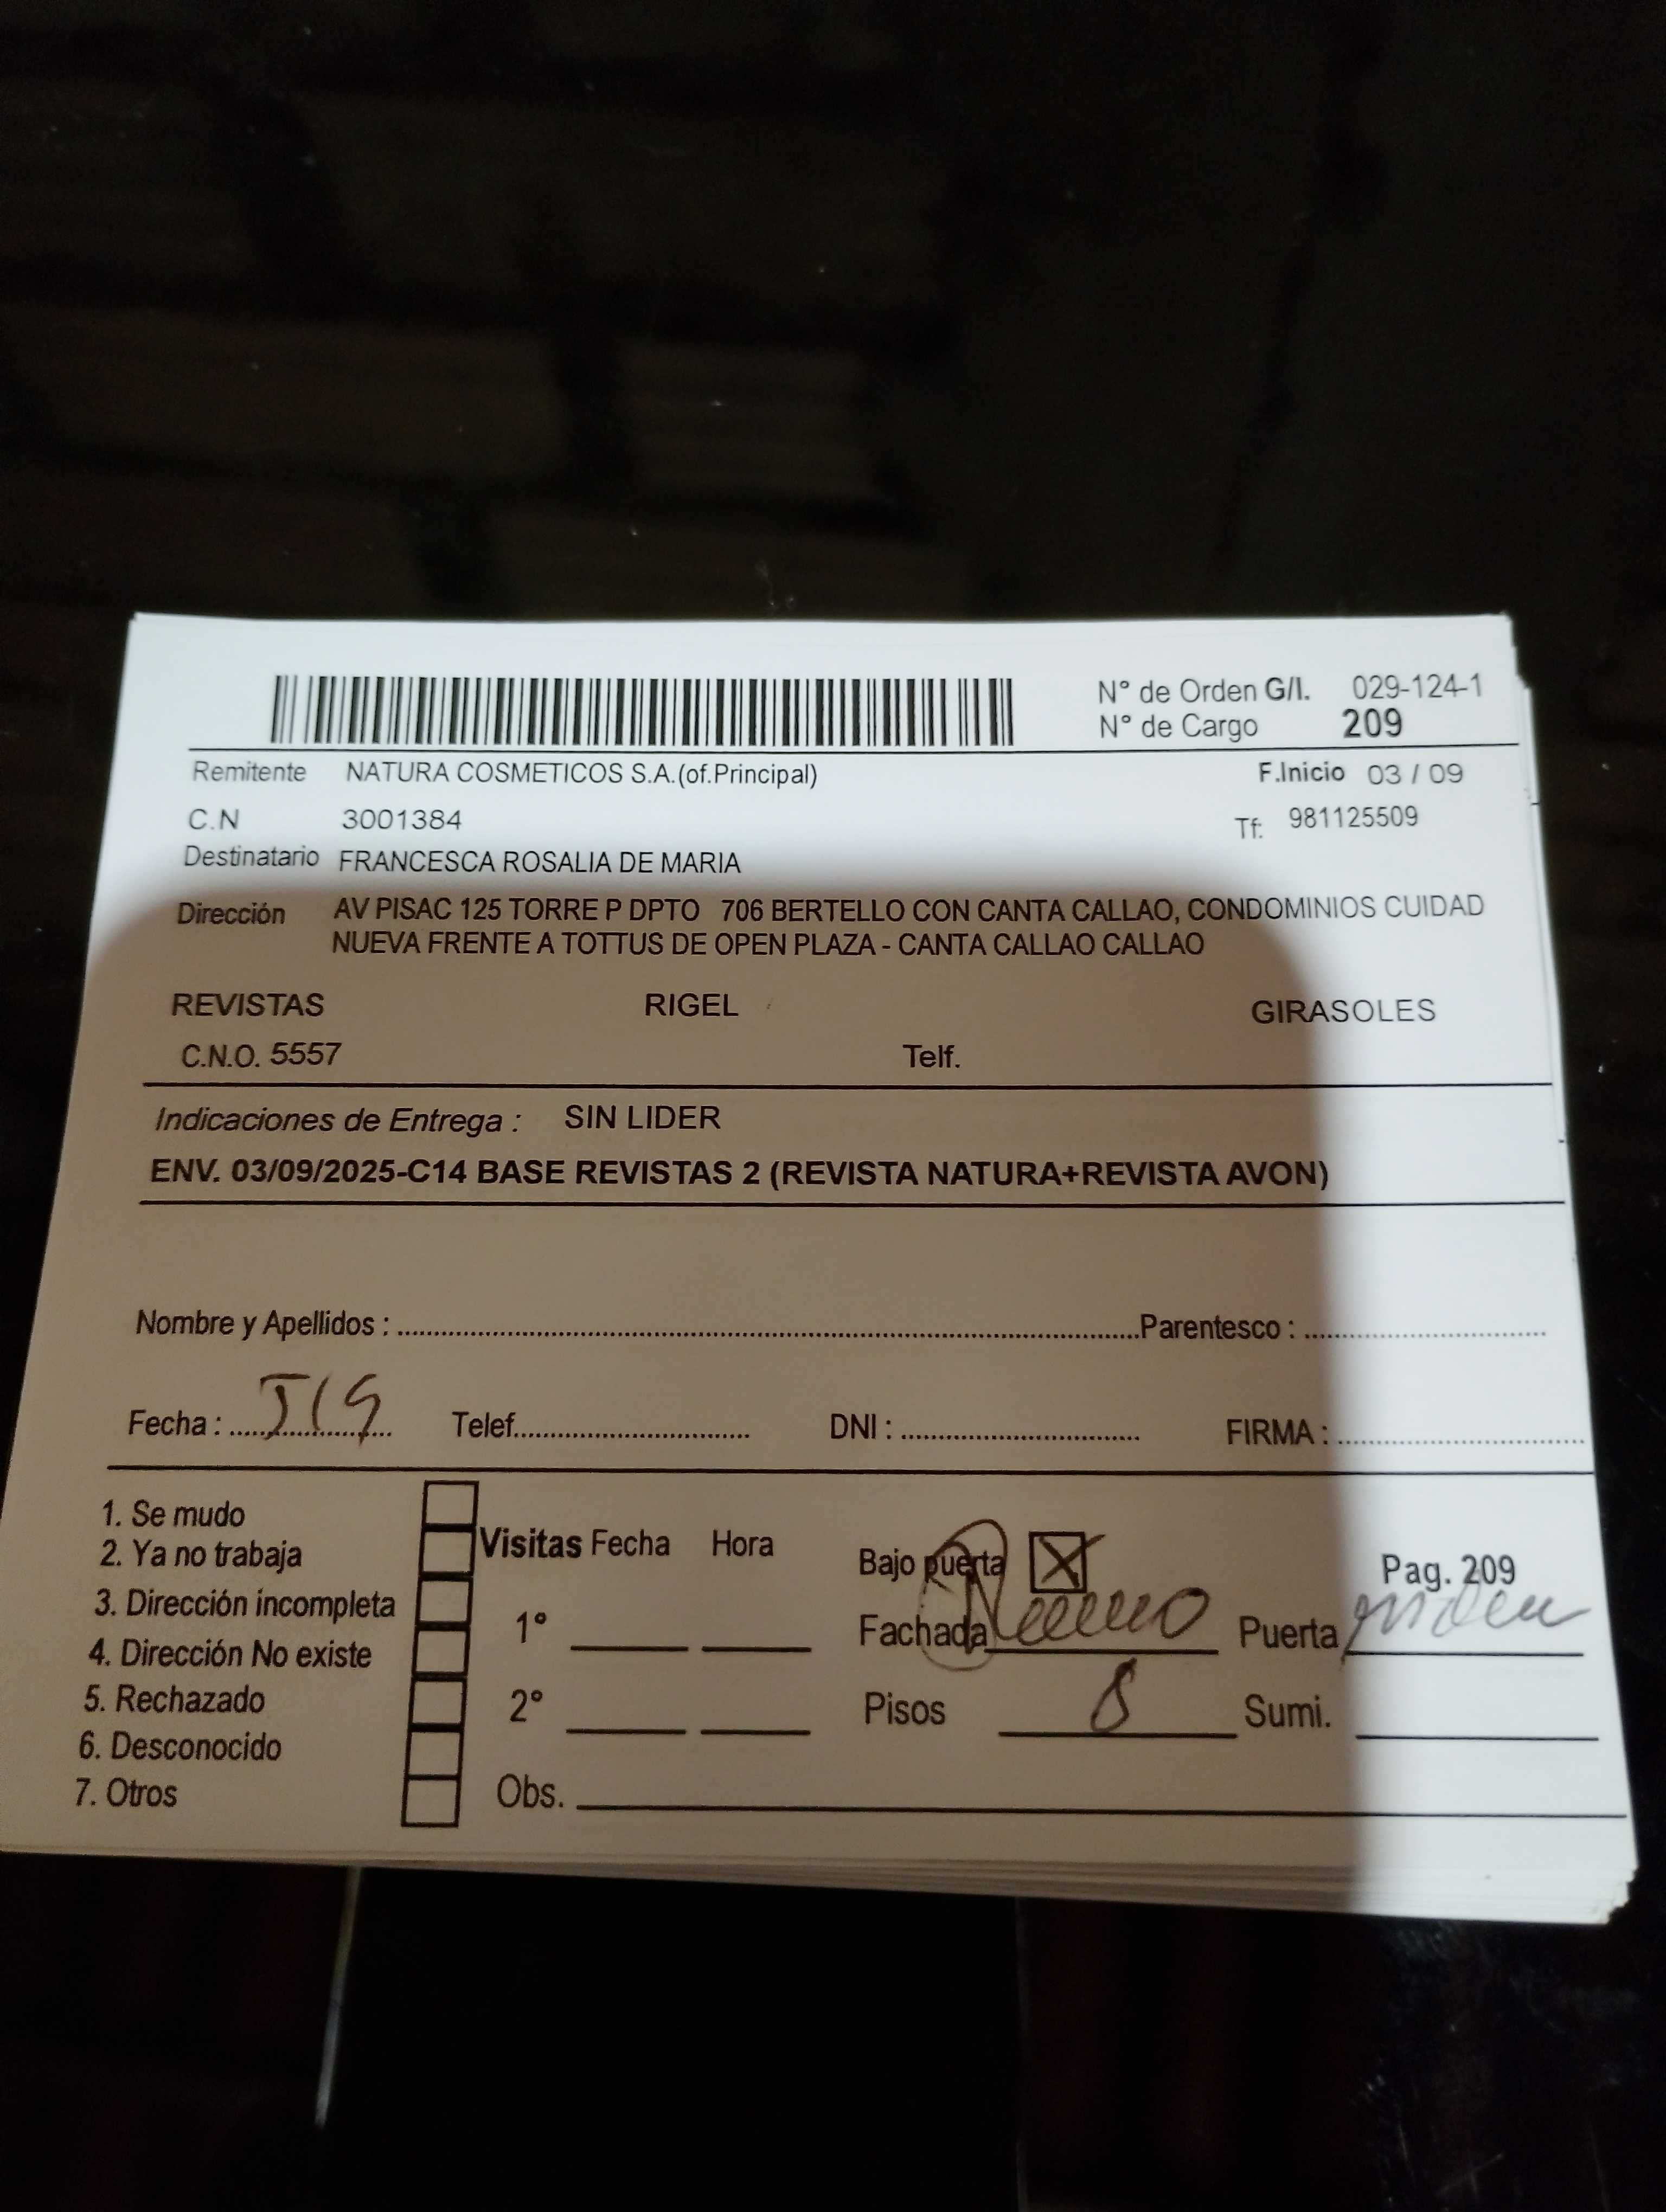 N° de Orden G/I. 029-124-1
N° de Cargo 209
Remitente NATURA COSMETICOS S.A.(of.Principal) F.Inicio 03 / 09
C.N 3001384 Tf: 981125509
Destinatario FRANCESCA ROSALIA DE MARIA
Dirección AV PISAC 125 TORRE P DPTO 706 BERTELLO CON CANTA CALLAO, CONDOMINIOS CUIDAD
NUEVA FRENTE A TOTTUS DE OPEN PLAZA - CANTA CALLAO CALLAO
REVISTAS RIGEL GIRASOLES
C.N.O. 5557 Telf.
Indicaciones de Entrega : SIN LIDER
ENV. 03/09/2025-C14 BASE REVISTAS 2 (REVISTA NATURA+REVISTA AVON)
Nombre y Apellidos : Parentesco :
Fecha : Telef. DNI : FIRMA :
1. Se mudo
2. Ya no trabaja
3. Dirección incompleta
4. Dirección No existe
5. Rechazado
6. Desconocido
7. Otros
Visitas Fecha Hora
1°
2°
Obs.
Bajo puerta X Pag. 209
Fachada Puerta
Pisos 8 Sumi.